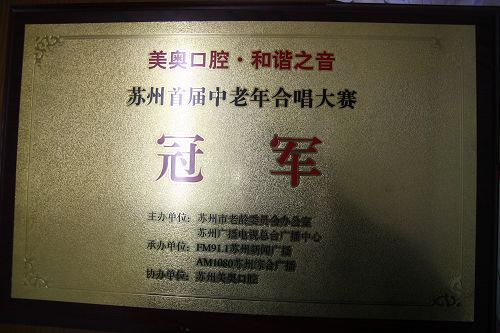 美奥口腔·和谐之音
苏州首届中老年合唱大赛
冠 军
主办单位：苏州市老龄委员会办公室
苏州广播电视总台广播中心
承办单位：FM91.1苏州新闻广播
AM1080苏州综合广播
协办单位：苏州美奥口腔